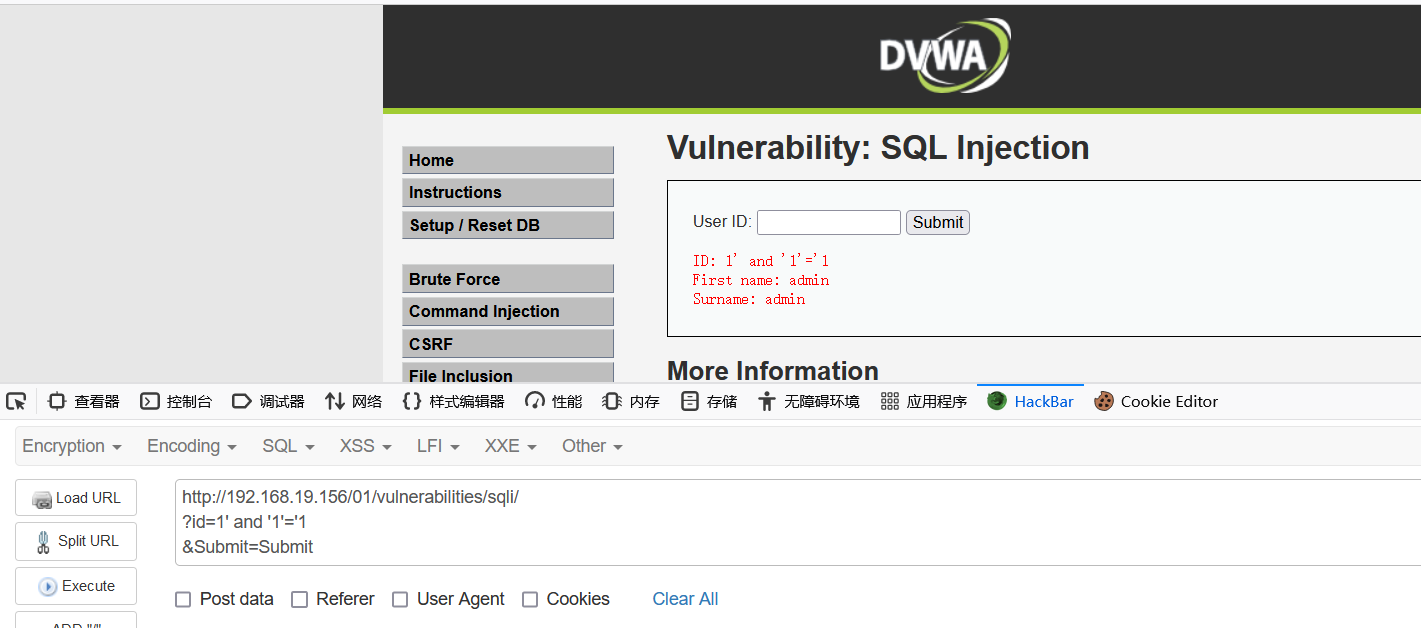 DVWA
Home
Instructions
Setup / Reset DB
Brute Force
Command Injection
CSRF
File Inclusion
Vulnerability: SQL Injection
User ID: Submit
ID: 1' and '1'='1
First name: admin
Surname: admin
More Information
查看器 控制台 调试器 网络 样式编辑器 性能 内存 存储 无障碍环境 应用程序 HackBar Cookie Editor
Encryption Encoding SQL XSS LFI XXE Other
Load URL
Split URL
Execute
ADD "/"
http://192.168.19.156/01/vulnerabilities/sqli/
?id=1' and '1'='1
&Submit=Submit
Post data Referer User Agent Cookies Clear All